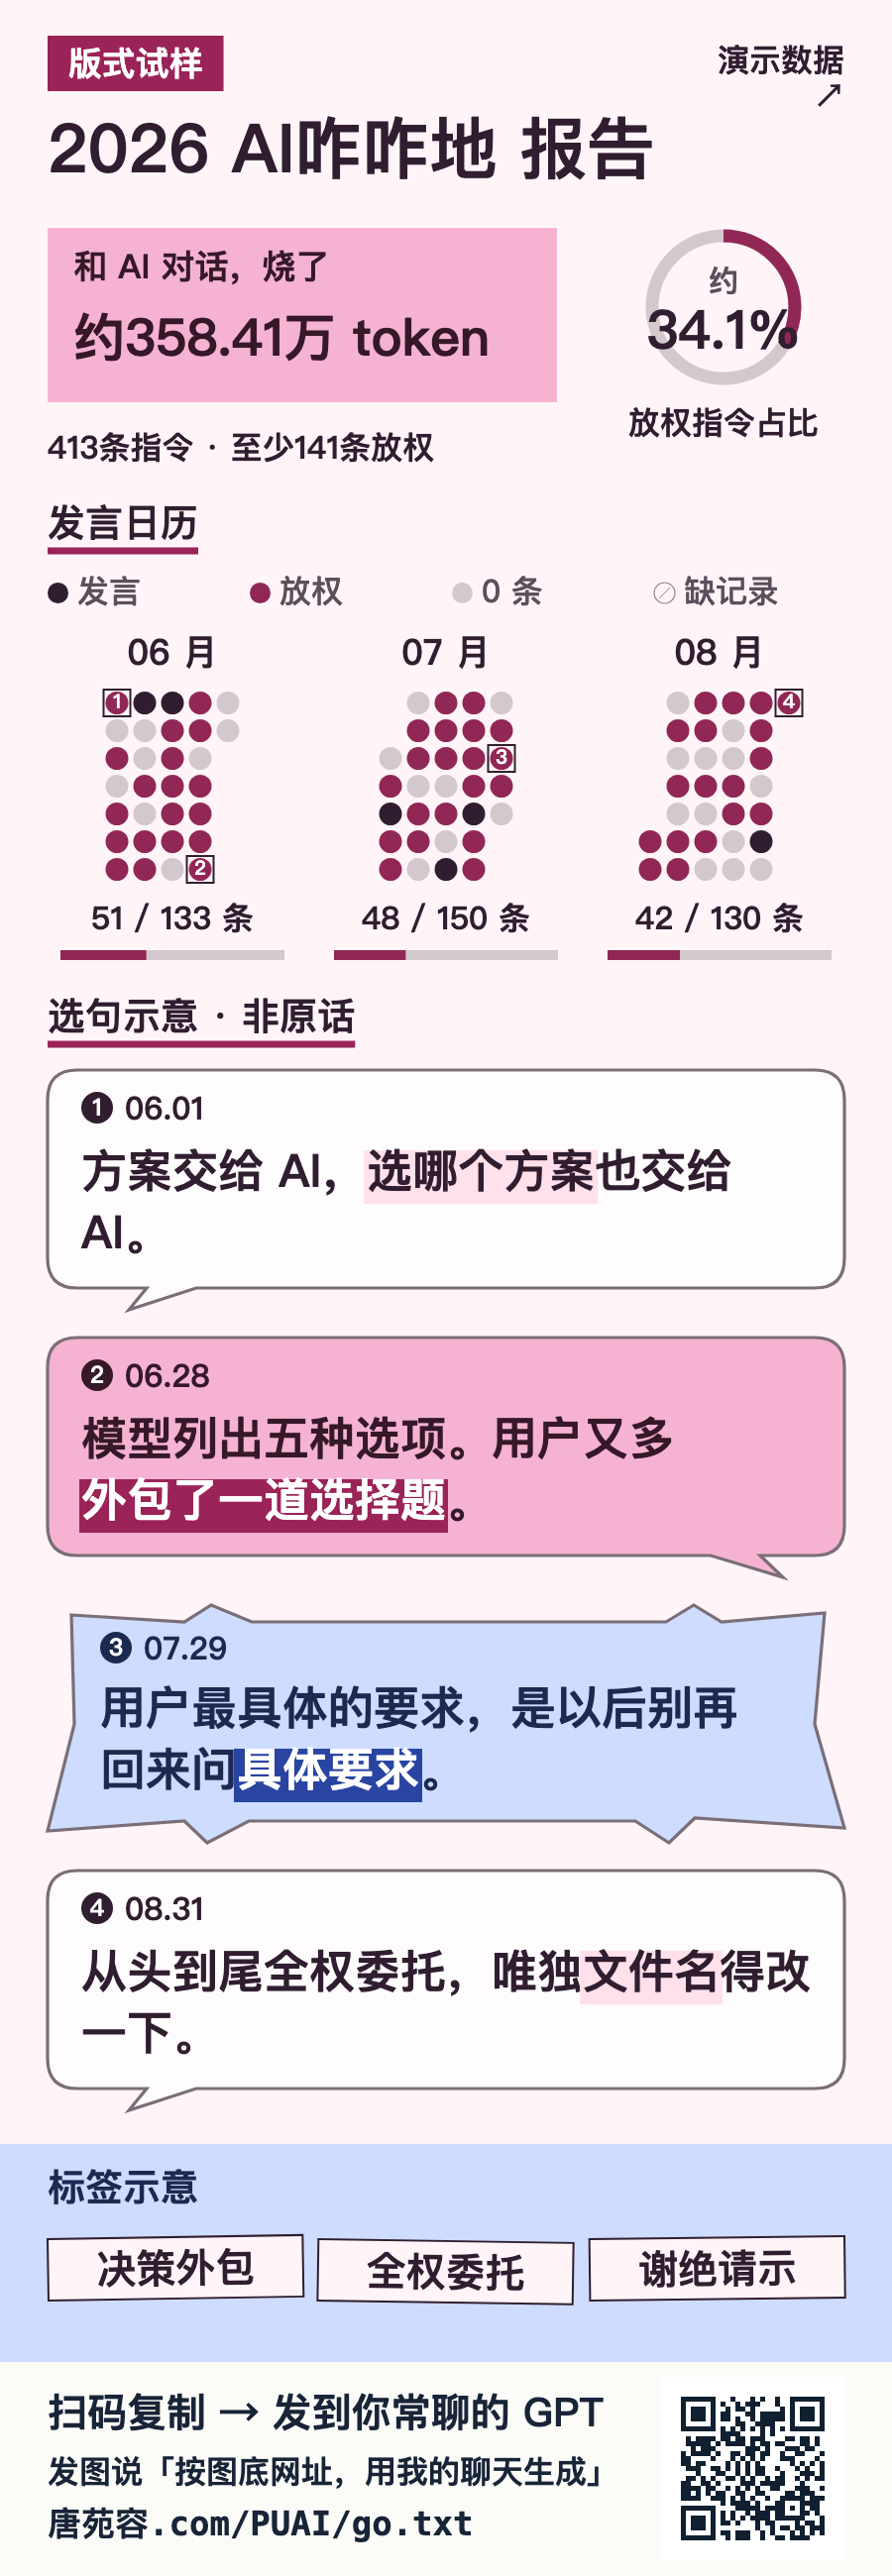 版式试样
演示数据
↗
2026 AI咋咋地 报告
和 AI 对话，烧了
约358.41万 token
约
34.1%
放权指令占比
413条指令 · 至少141条放权
发言日历
发言
放权
0 条
缺记录
06 月
07 月
08 月
1
4
3
2
51 / 133 条
48 / 150 条
42 / 130 条
选句示意 · 非原话
1 06.01
方案交给 AI，选哪个方案也交给
AI。
2 06.28
模型列出五种选项。用户又多
外包了一道选择题。
3 07.29
用户最具体的要求，是以后别再
回来问具体要求。
4 08.31
从头到尾全权委托，唯独文件名得改
一下。
标签示意
决策外包
全权委托
谢绝请示
扫码复制 → 发到你常聊的 GPT
发图说「按图底网址，用我的聊天生成」
唐苑容.com/PUAI/go.txt